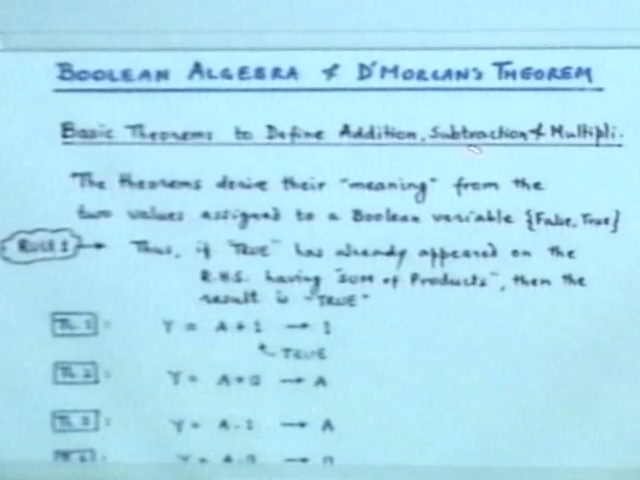 BOOLEAN ALGEBRA & D'MORGAN'S THEOREM
Basic Theorems to Define Addition, Subtraction & Multipli.
The theorems derive their "meaning" from the
two values assigned to a Boolean variable {False, True}
RULE 1 → Thus, if "TRUE" has already appeared on the
R.H.S. having "sum of Products", then the
result is "TRUE"
Th. 1 : Y = A + 1 → 1
TRUE
Th. 2 : Y = A + 0 → A
Th. 3 : Y = A . 1 → A
Y = A . 0 → 0